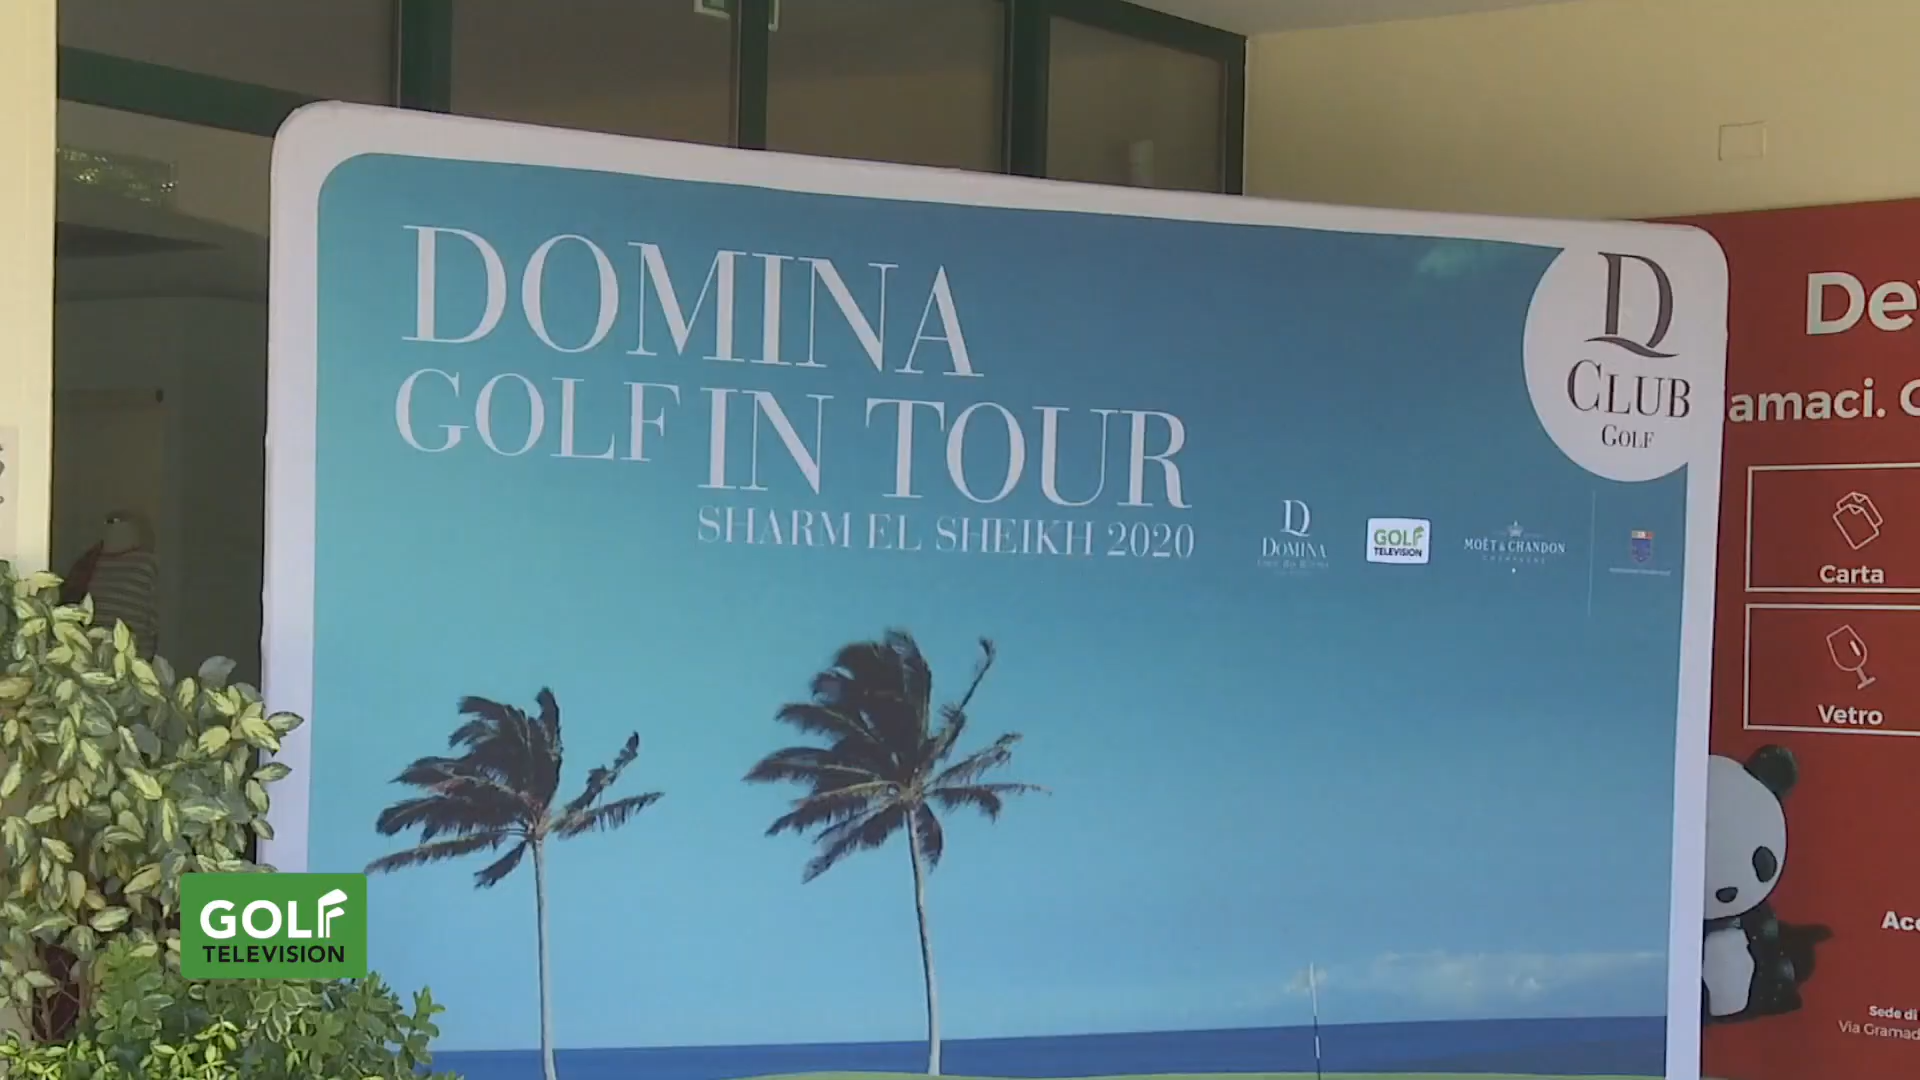 DOMINA
GOLF IN TOUR
SHARM EL SHEIKH 2020
D
CLUB
GOLF
D
DOMINA
GOLF
TELEVISION
MOËT & CHANDON
CHAMPAGNE
De
amaci.
Carta
Vetro
Sede di
Via Gramad
GOLF
TELEVISION